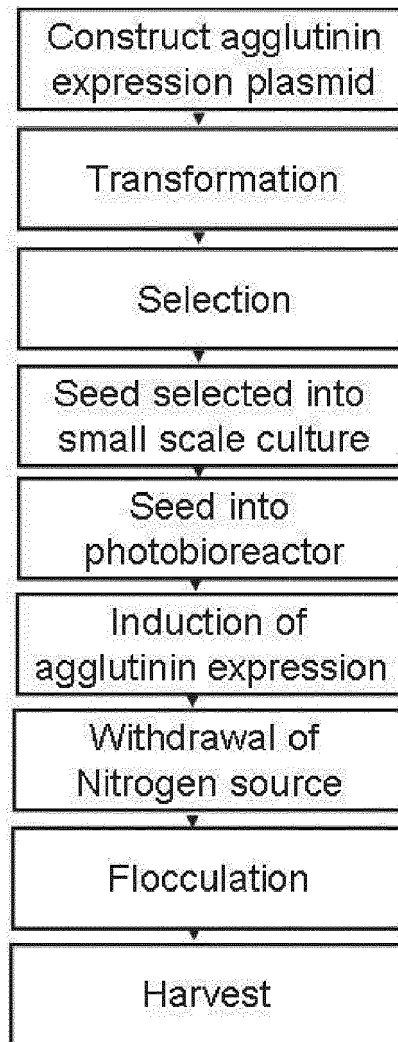 Construct agglutinin
expression plasmid
Transformation
Selection
Seed selected into
small scale culture
Seed into
photobioreactor
Induction of
agglutinin expression
Withdrawal of
Nitrogen source
Flocculation
Harvest